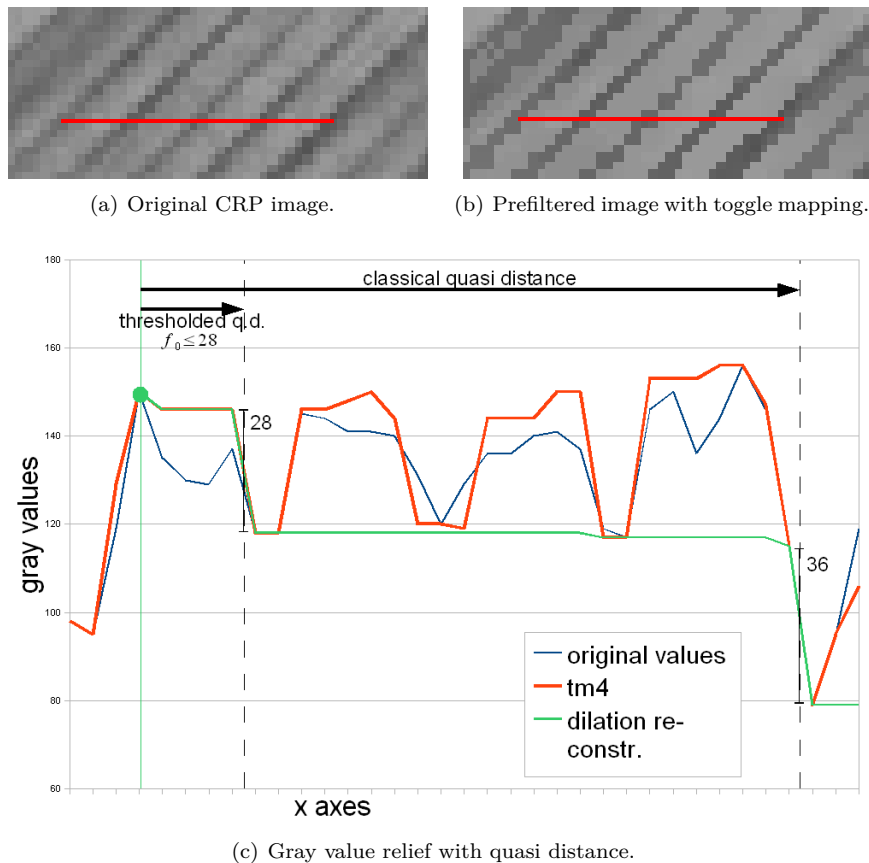 (a) Original CRP image.
(b) Prefiltered image with toggle mapping.
180
160
140
120
100
80
60
gray values
classical quasi distance
thresholded q.d.
f₀≤28
28
36
original values
tm4
dilation re-
constr.
x axes
(c) Gray value relief with quasi distance.